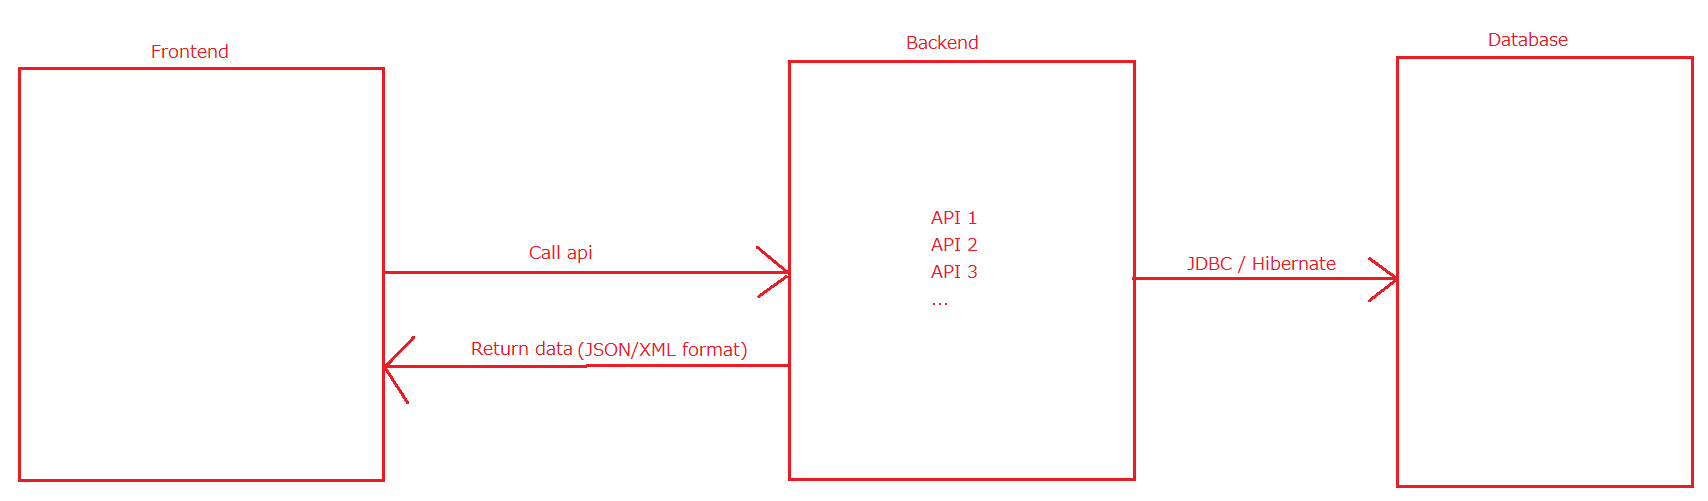 Frontend
Backend
Database
Call api
Return data (JSON/XML format)
API 1
API 2
API 3
...
JDBC / Hibernate